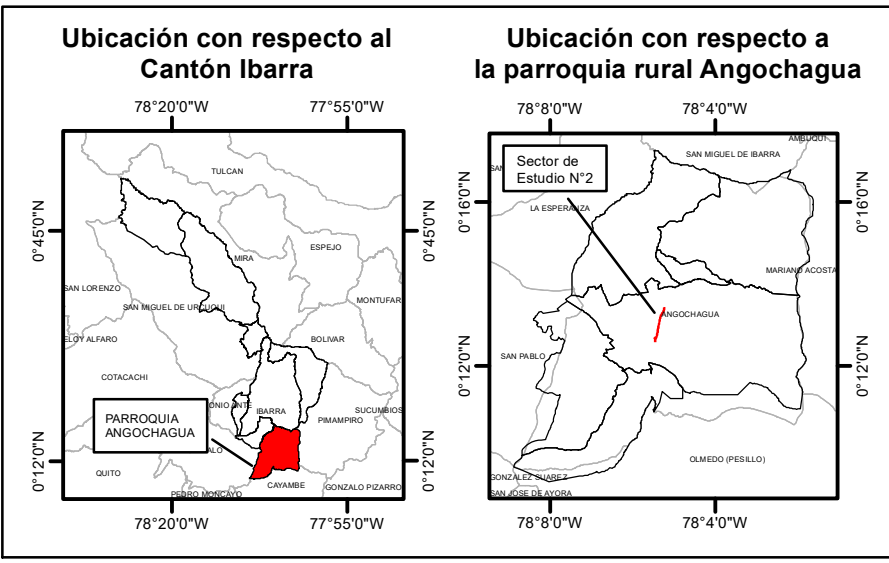 Ubicación con respecto al
Cantón Ibarra
78°20'0"W
77°55'0"W
0°45'0"N
0°45'0"N
TULCAN
ESPEJO
MIRA
SAN LORENZO
MONTUFAR
SAN MIGUEL DE URCUQUI
ELOY ALFARO
BOLIVAR
COTACACHI
ONIO ANTE
IBARRA
SUCUMBIOS
PIMAMPIRO
PARROQUIA
ANGOCHAGUA
ALO
0°12'0"N
0°12'0"N
QUITO
CAYAMBE
GONZALO PIZARRO
PEDRO MONCAYO
78°20'0"W
77°55'0"W
Ubicación con respecto a
la parroquia rural Angochagua
78°8'0"W
78°4'0"W
AMBUQUI
SAN MIGUEL DE IBARRA
SAN
Sector de
Estudio N°2
0°16'0"N
0°16'0"N
LA ESPERANZA
MARIANO ACOSTA
ANGOCHAGUA
SAN PABLO
0°12'0"N
0°12'0"N
OLMEDO (PESILLO)
GONZALEZ SUAREZ
SAN JOSE DE AYORA
78°8'0"W
78°4'0"W